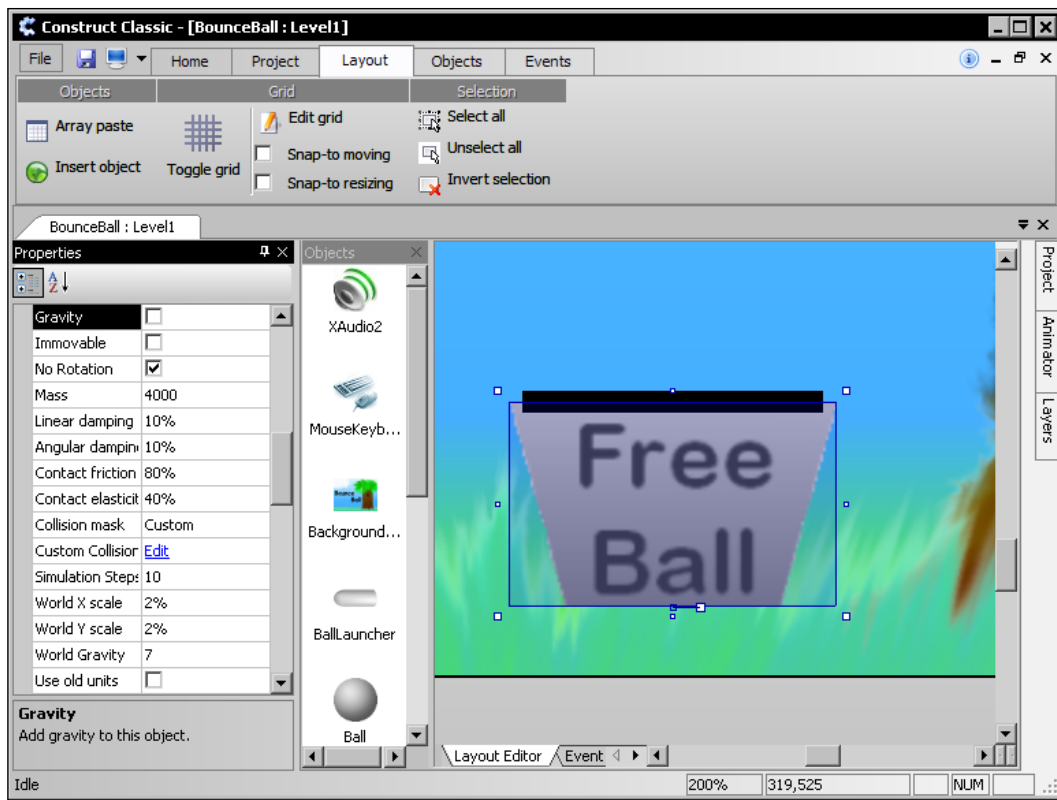 Construct Classic - [BounceBall : Level1]
File Home Project Layout Objects Events
Objects Grid Selection
Array paste
Insert object
Toggle grid
Edit grid
Snap-to moving
Snap-to resizing
Select all
Unselect all
Invert selection
BounceBall : Level1
Properties
Gravity
Immovable
No Rotation
Mass 4000
Linear damping 10%
Angular dampin 10%
Contact friction 80%
Contact elasticit 40%
Collision mask Custom
Custom Collisior Edit
Simulation Steps 10
World X scale 2%
World Y scale 2%
World Gravity 7
Use old units
Gravity
Add gravity to this object.
Objects
XAudio2
MouseKeyb...
Bounce
Ball
Background...
BallLauncher
Ball
Free
Ball
Project
Animator
Layers
Layout Editor Event
Idle 200% 319,525 NUM